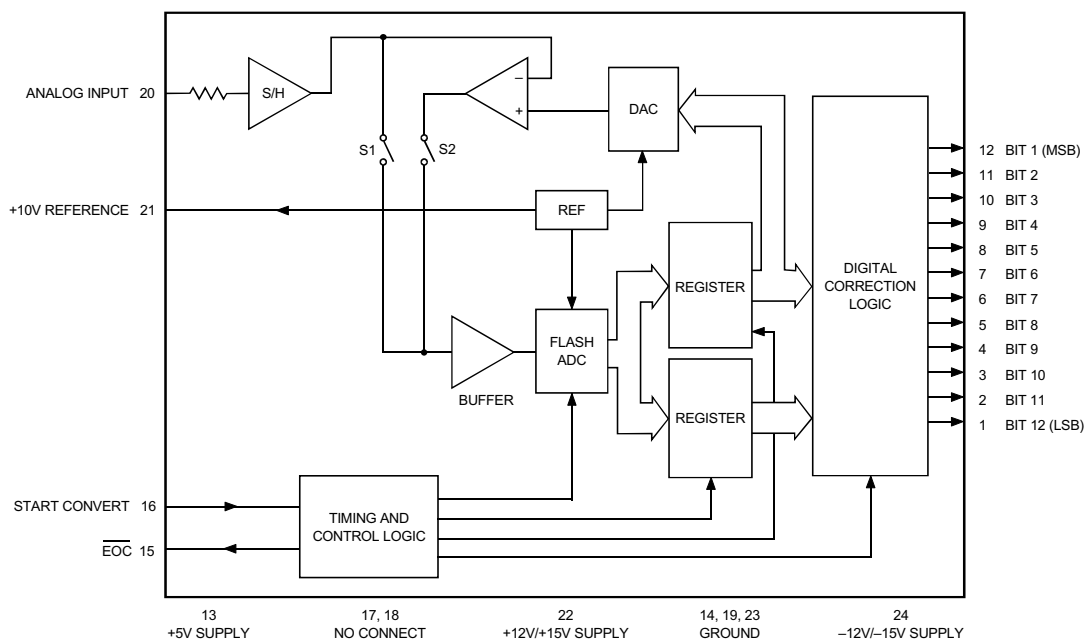 ANALOG INPUT 20
S/H
−
+
DAC
S1
S2
+10V REFERENCE 21
REF
REGISTER
FLASH
ADC
BUFFER
REGISTER
DIGITAL
CORRECTION
LOGIC
12 BIT 1 (MSB)
11 BIT 2
10 BIT 3
9 BIT 4
8 BIT 5
7 BIT 6
6 BIT 7
5 BIT 8
4 BIT 9
3 BIT 10
2 BIT 11
1 BIT 12 (LSB)
START CONVERT 16
EOC 15
TIMING AND
CONTROL LOGIC
13
+5V SUPPLY
17, 18
NO CONNECT
22
+12V/+15V SUPPLY
14, 19, 23
GROUND
24
–12V/–15V SUPPLY